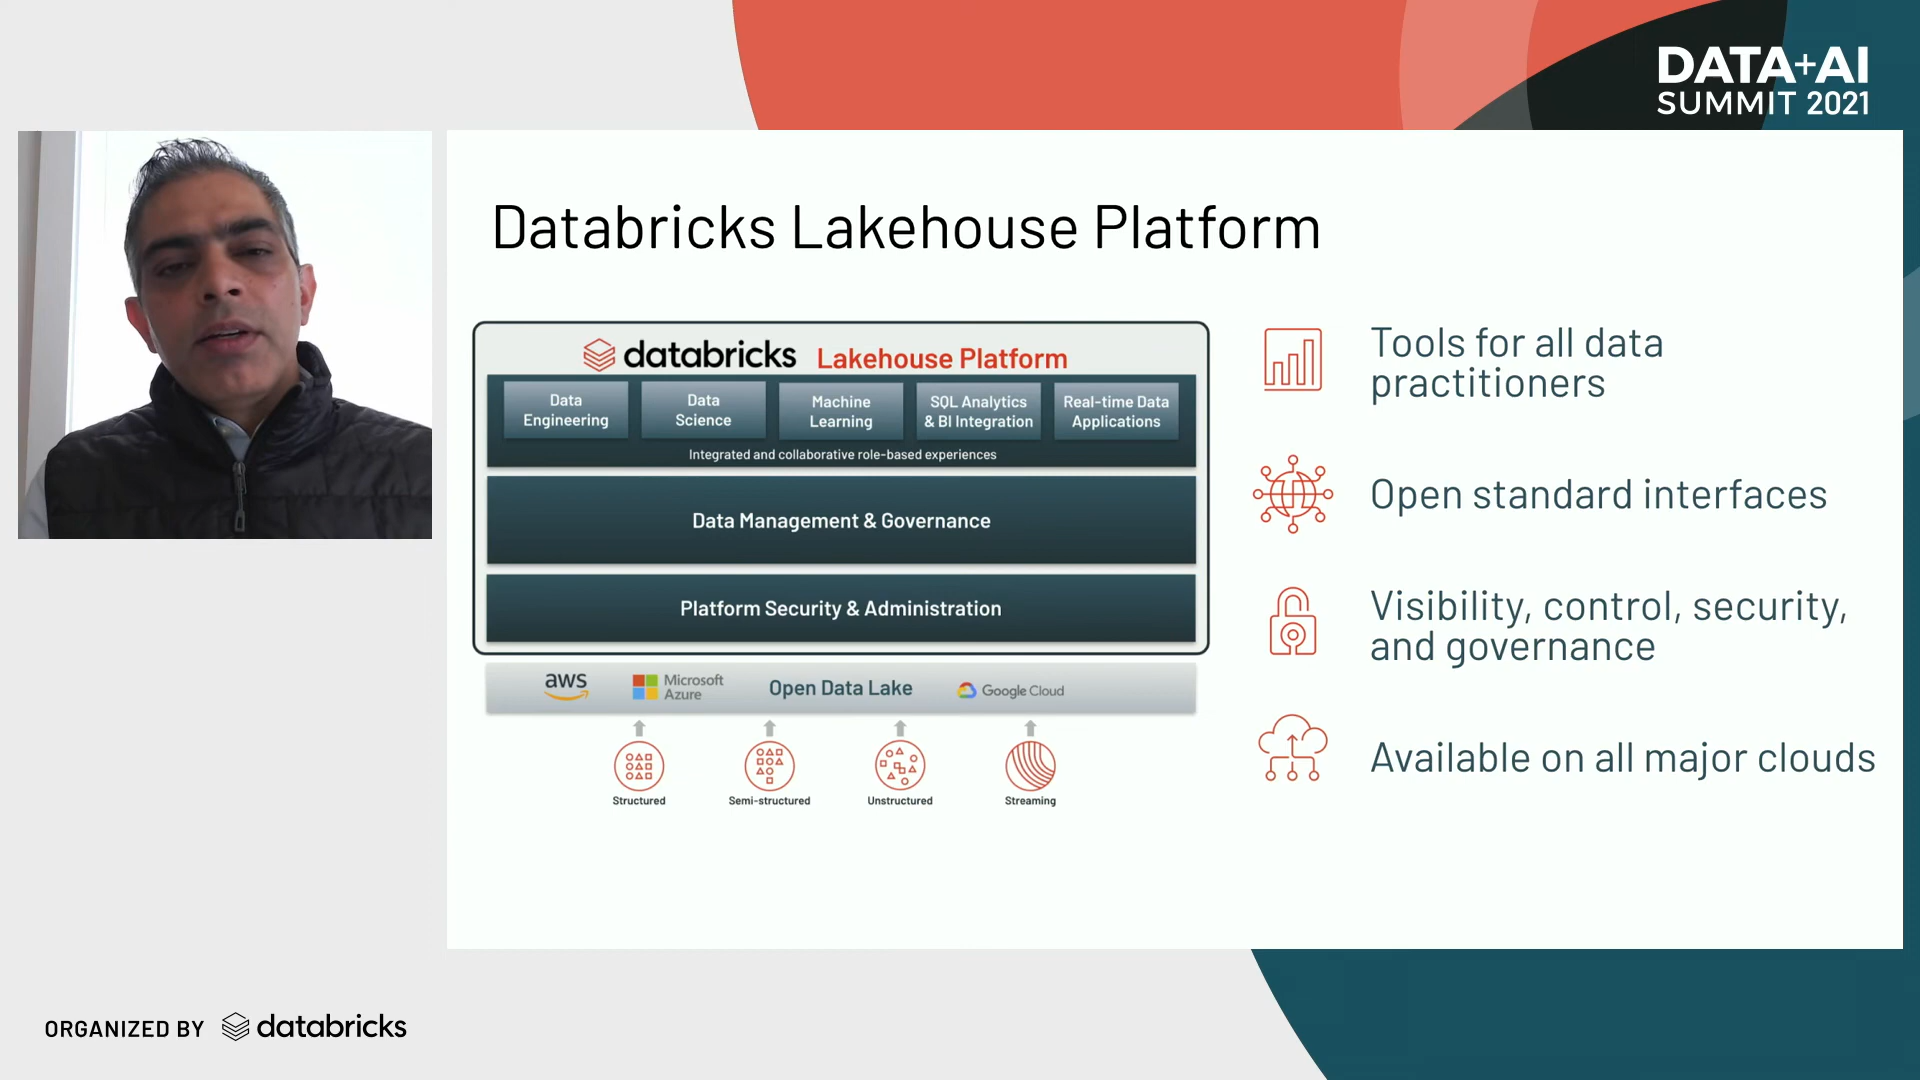 DATA+AI
SUMMIT 2021
Databricks Lakehouse Platform
databricks Lakehouse Platform
Data
Engineering
Data
Science
Machine
Learning
SQL Analytics
& BI Integration
Real-time Data
Applications
Integrated and collaborative role-based experiences
Data Management & Governance
Platform Security & Administration
aws
Microsoft
Azure
Open Data Lake
Google Cloud
Structured
Semi-structured
Unstructured
Streaming
Tools for all data
practitioners
Open standard interfaces
Visibility, control, security,
and governance
Available on all major clouds
ORGANIZED BY databricks